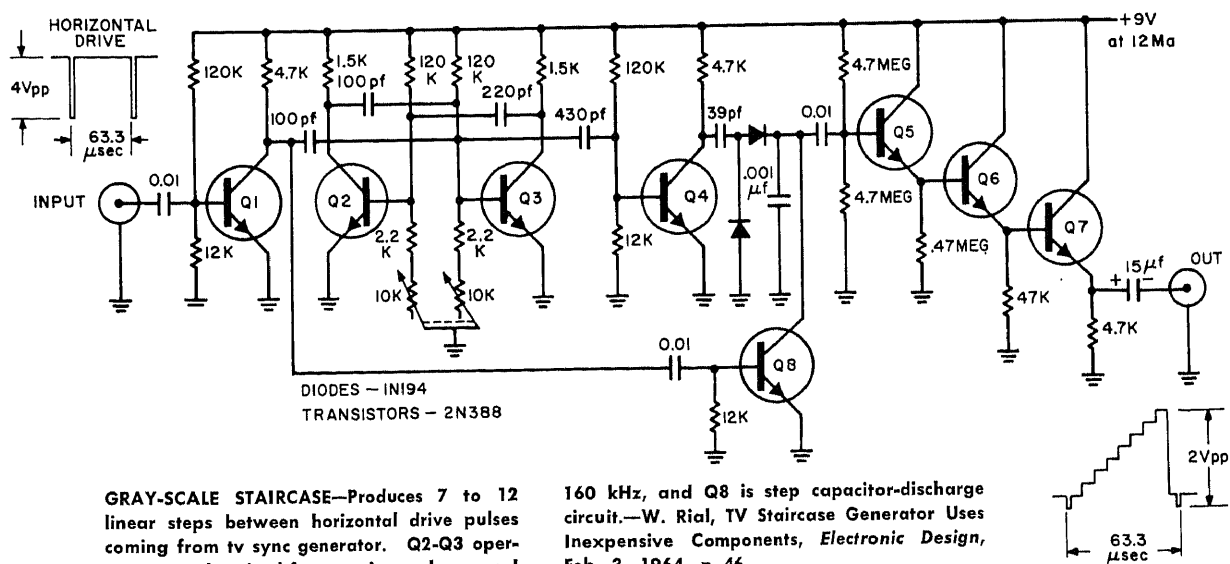 HORIZONTAL
DRIVE
4Vpp
63.3
μsec
INPUT
0.01
120K
12K
Q1
4.7K
100pf
1.5K
100pf
Q2
120
K
120
K
2.2
K
2.2
K
10K
10K
220pf
1.5K
Q3
430pf
120K
12K
4.7K
Q4
39pf
.001
μf
0.01
4.7MEG
4.7MEG
Q5
.47MEG
Q6
47K
Q7
4.7K
+9V
at 12Ma
+ 15μf –
OUT
0.01
12K
Q8
DIODES – IN194
TRANSISTORS – 2N388
2Vpp
63.3
μsec
GRAY-SCALE STAIRCASE—Produces 7 to 12
linear steps between horizontal drive pulses
coming from tv sync generator. Q2-Q3 oper-
160 kHz, and Q8 is step capacitor-discharge
circuit.—W. Rial, TV Staircase Generator Uses
Inexpensive Components, Electronic Design,